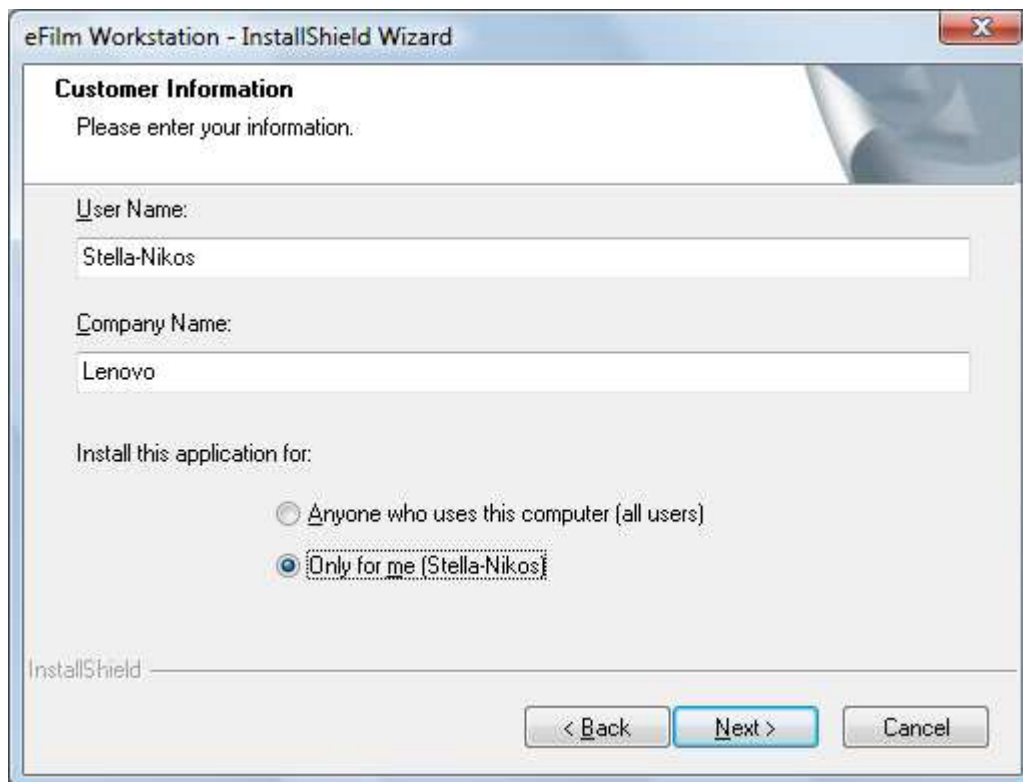 eFilm Workstation - InstallShield Wizard
Customer Information
Please enter your information.
User Name:
Stella-Nikos
Company Name:
Lenovo
Install this application for:
Anyone who uses this computer (all users)
Only for me (Stella-Nikos)
InstallShield
< Back Next > Cancel